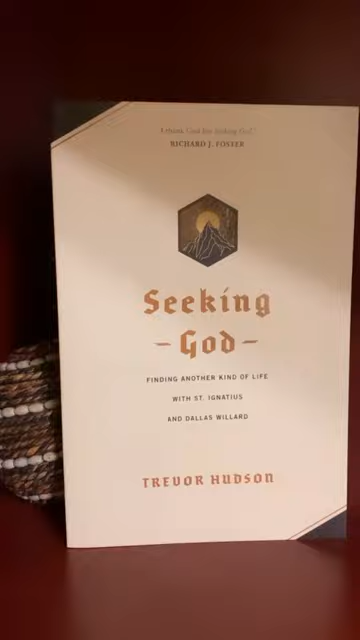 RICHARD J. FOSTER
Seeking
– God –
FINDING ANOTHER KIND OF LIFE
WITH ST. IGNATIUS
AND DALLAS WILLARD
TREVOR HUDSON